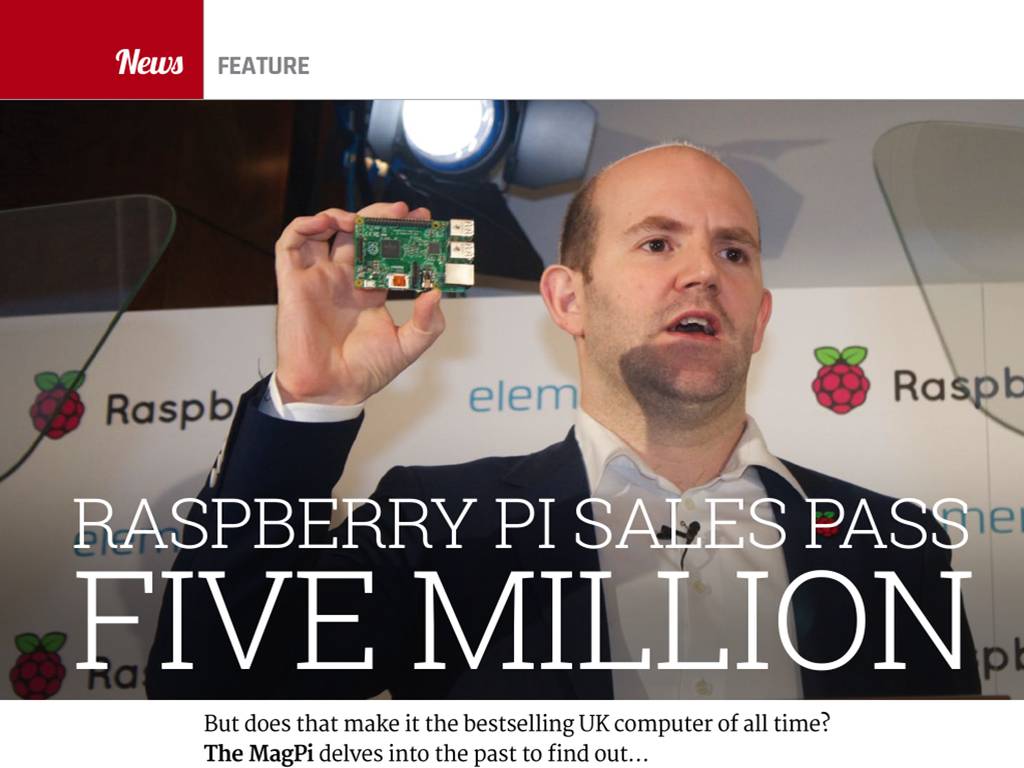 News FEATURE
Raspb
elem
Raspb
RASPBERRY PI SALES PASS
FIVE MILLION
But does that make it the bestselling UK computer of all time?
The MagPi delves into the past to find out...